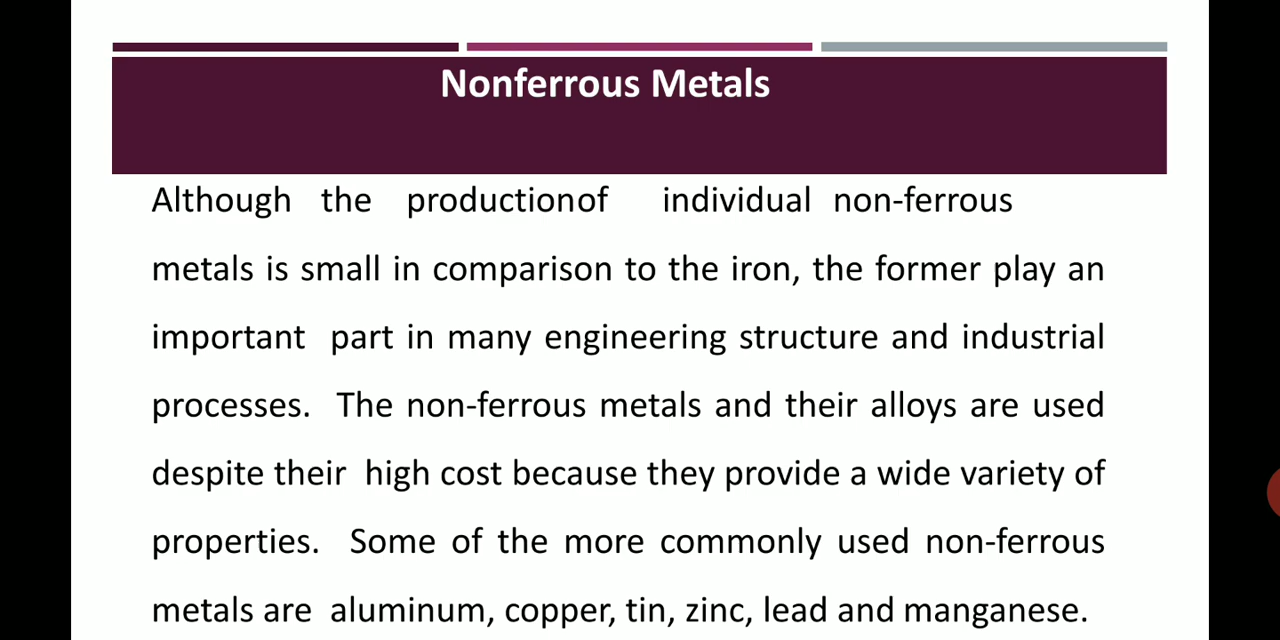 Nonferrous Metals
Although the productionof individual non-ferrous
metals is small in comparison to the iron, the former play an
important part in many engineering structure and industrial
processes. The non-ferrous metals and their alloys are used
despite their high cost because they provide a wide variety of
properties. Some of the more commonly used non-ferrous
metals are aluminum, copper, tin, zinc, lead and manganese.